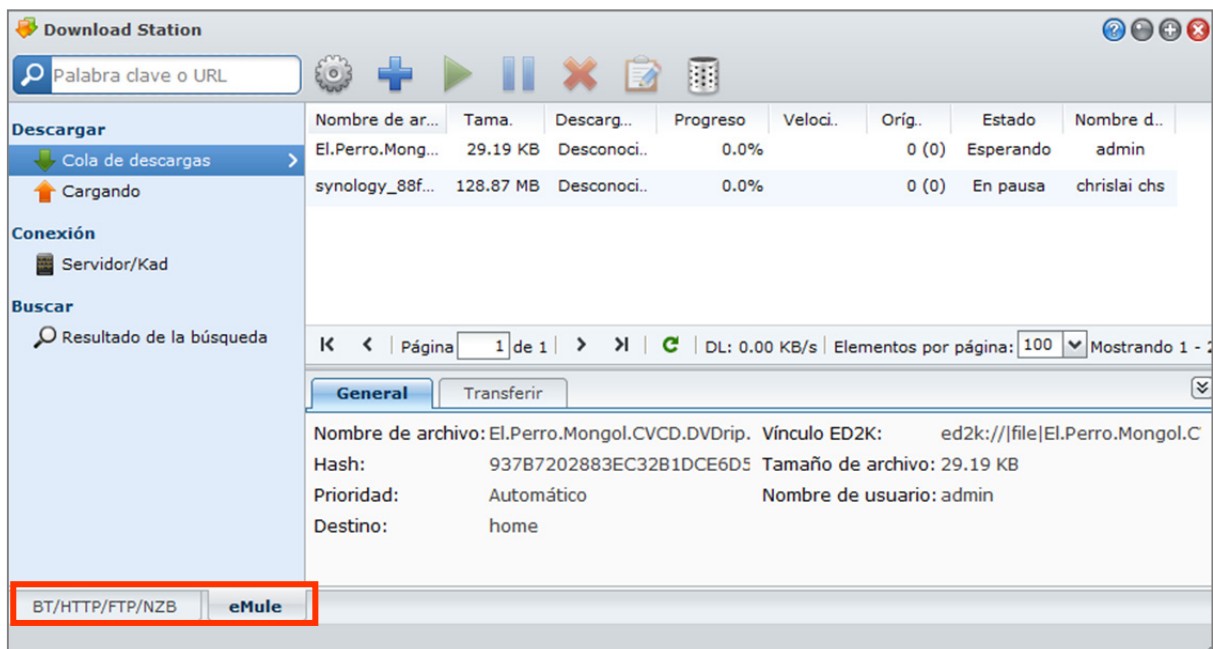 Download Station
Palabra clave o URL
Descargar
Cola de descargas
Cargando
Conexión
Servidor/Kad
Buscar
Resultado de la búsqueda
Nombre de ar... Tama. Descarg... Progreso Veloci.. Oríg.. Estado Nombre d..
El.Perro.Mong... 29.19 KB Desconoci.. 0.0% 0 (0) Esperando admin
synology_88f... 128.87 MB Desconoci.. 0.0% 0 (0) En pausa chrislai chs
Página 1 de 1 DL: 0.00 KB/s Elementos por página: 100 Mostrando 1 - 2
General Transferir
Nombre de archivo: El.Perro.Mongol.CVCD.DVDrip. Vínculo ED2K: ed2k://|file|El.Perro.Mongol.C
Hash: 937B7202883EC32B1DCE6D5 Tamaño de archivo: 29.19 KB
Prioridad: Automático Nombre de usuario: admin
Destino: home
BT/HTTP/FTP/NZB eMule